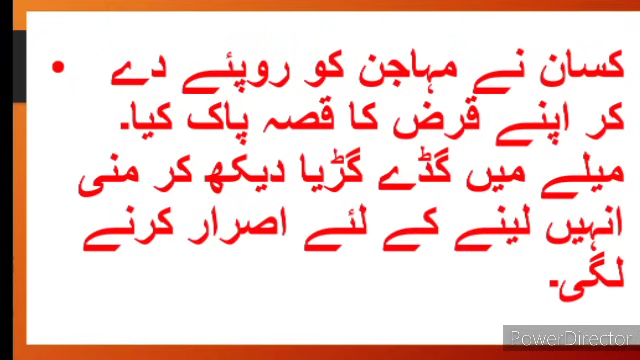 • کسان نے مہاجن کو روپئے دے
کر اپنے قرض کا قصہ پاک کیا۔
میلے میں گڈے گڑیا دیکھ کر منی
انہیں لینے کے لئے اصرار کرنے
لگی۔
PowerDirector